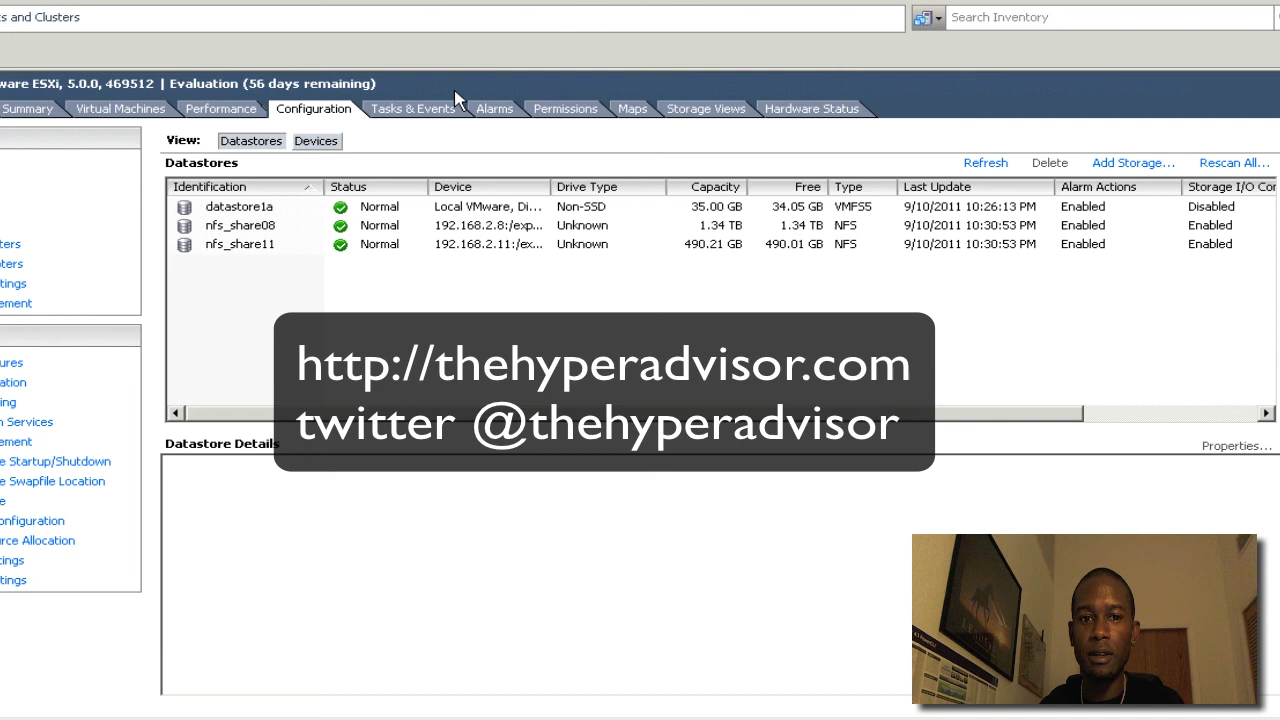 s and Clusters
Search Inventory
ware ESXi, 5.0.0, 469512 | Evaluation (56 days remaining)
Summary Virtual Machines Performance Configuration Tasks & Events Alarms Permissions Maps Storage Views Hardware Status
View: Datastores Devices
Datastores
Refresh Delete Add Storage... Rescan All...
Identification Status Device Drive Type Capacity Free Type Last Update Alarm Actions Storage I/O Cor
datastore1a Normal Local VMware, Di... Non-SSD 35.00 GB 34.05 GB VMFS5 9/10/2011 10:26:13 PM Enabled Disabled
nfs_share08 Normal 192.168.2.8:/exp... Unknown 1.34 TB 1.34 TB NFS 9/10/2011 10:30:53 PM Enabled Enabled
nfs_share11 Normal 192.168.2.11:/ex... Unknown 490.21 GB 490.01 GB NFS 9/10/2011 10:30:53 PM Enabled Enabled
ters
ters
ttings
ement
ures
ation
ing
n Services
ement
e Startup/Shutdown
e Swapfile Location
e
onfiguration
urce Allocation
ings
ttings
http://thehyperadvisor.com
twitter @thehyperadvisor
Datastore Details
Properties...